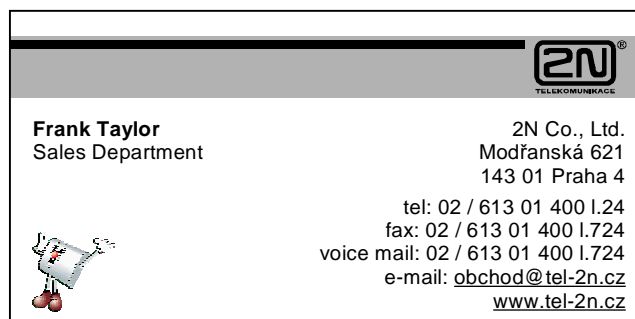 2N®
TELEKOMUNIKACE
Frank Taylor
Sales Department
2N Co., Ltd.
Modřanská 621
143 01 Praha 4
tel: 02 / 613 01 400 l.24
fax: 02 / 613 01 400 l.724
voice mail: 02 / 613 01 400 l.724
e-mail: obchod@tel-2n.cz
www.tel-2n.cz